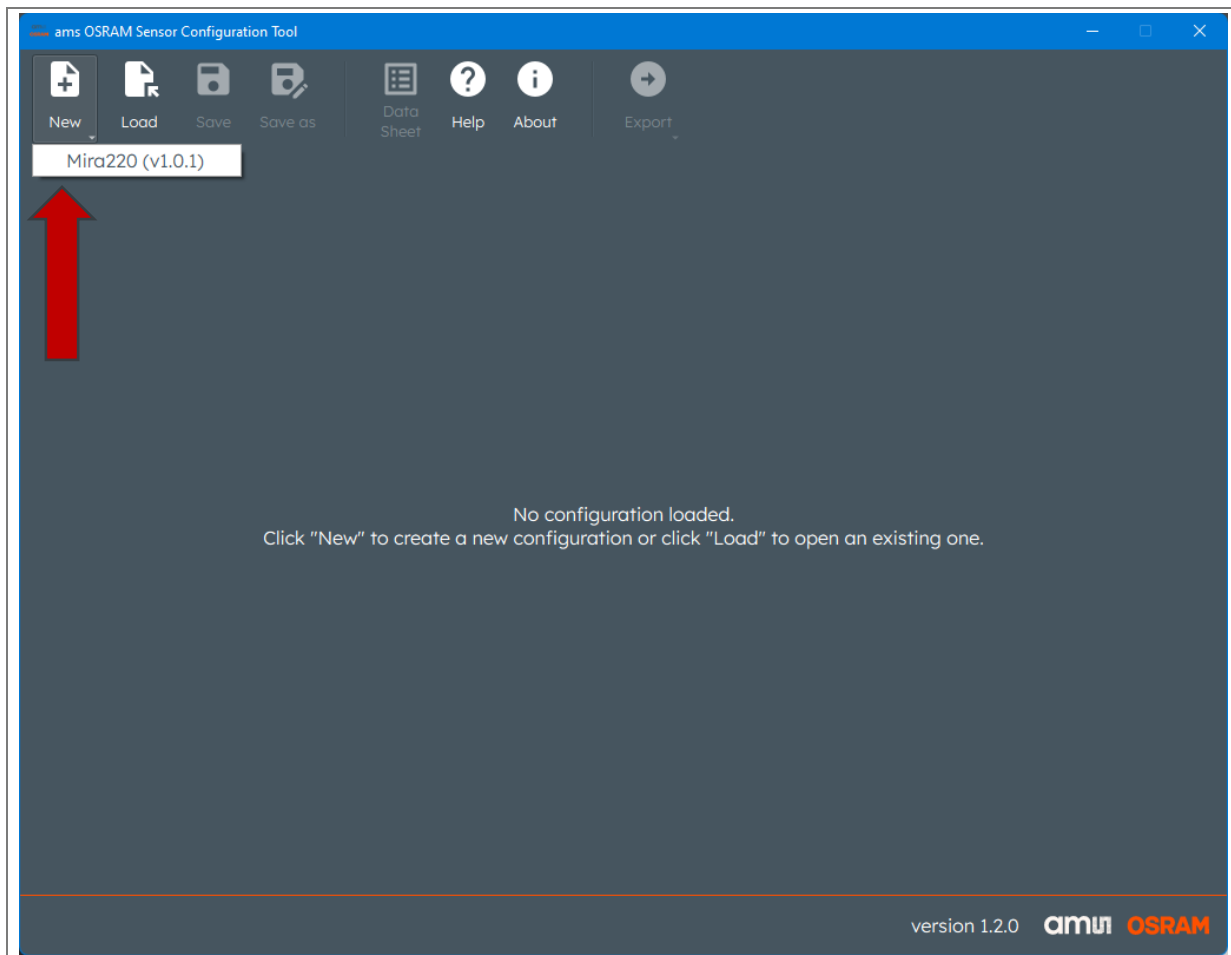 ams OSRAM Sensor Configuration Tool
New
Load
Save
Save as
Data
Sheet
Help
About
Export
Mira220 (v1.0.1)
No configuration loaded.
Click "New" to create a new configuration or click "Load" to open an existing one.
version 1.2.0 amu OSRAM